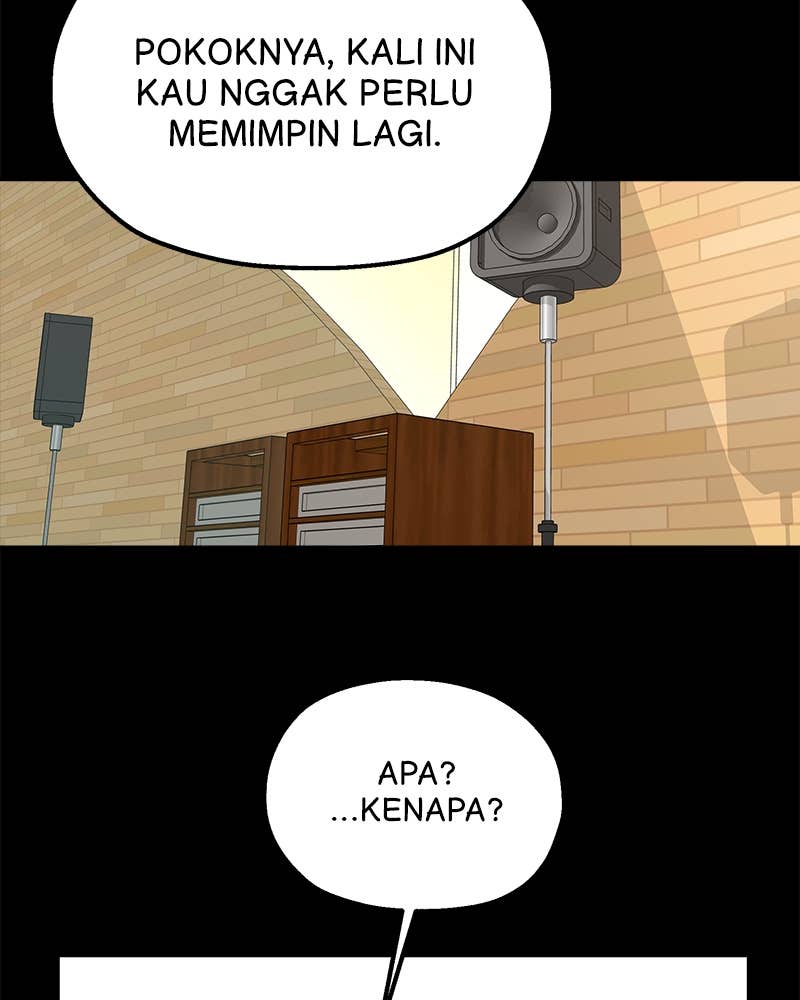 POKOKNYA, KALI INI
KAU NGGAK PERLU
MEMIMPIN LAGI.
APA?
...KENAPA?